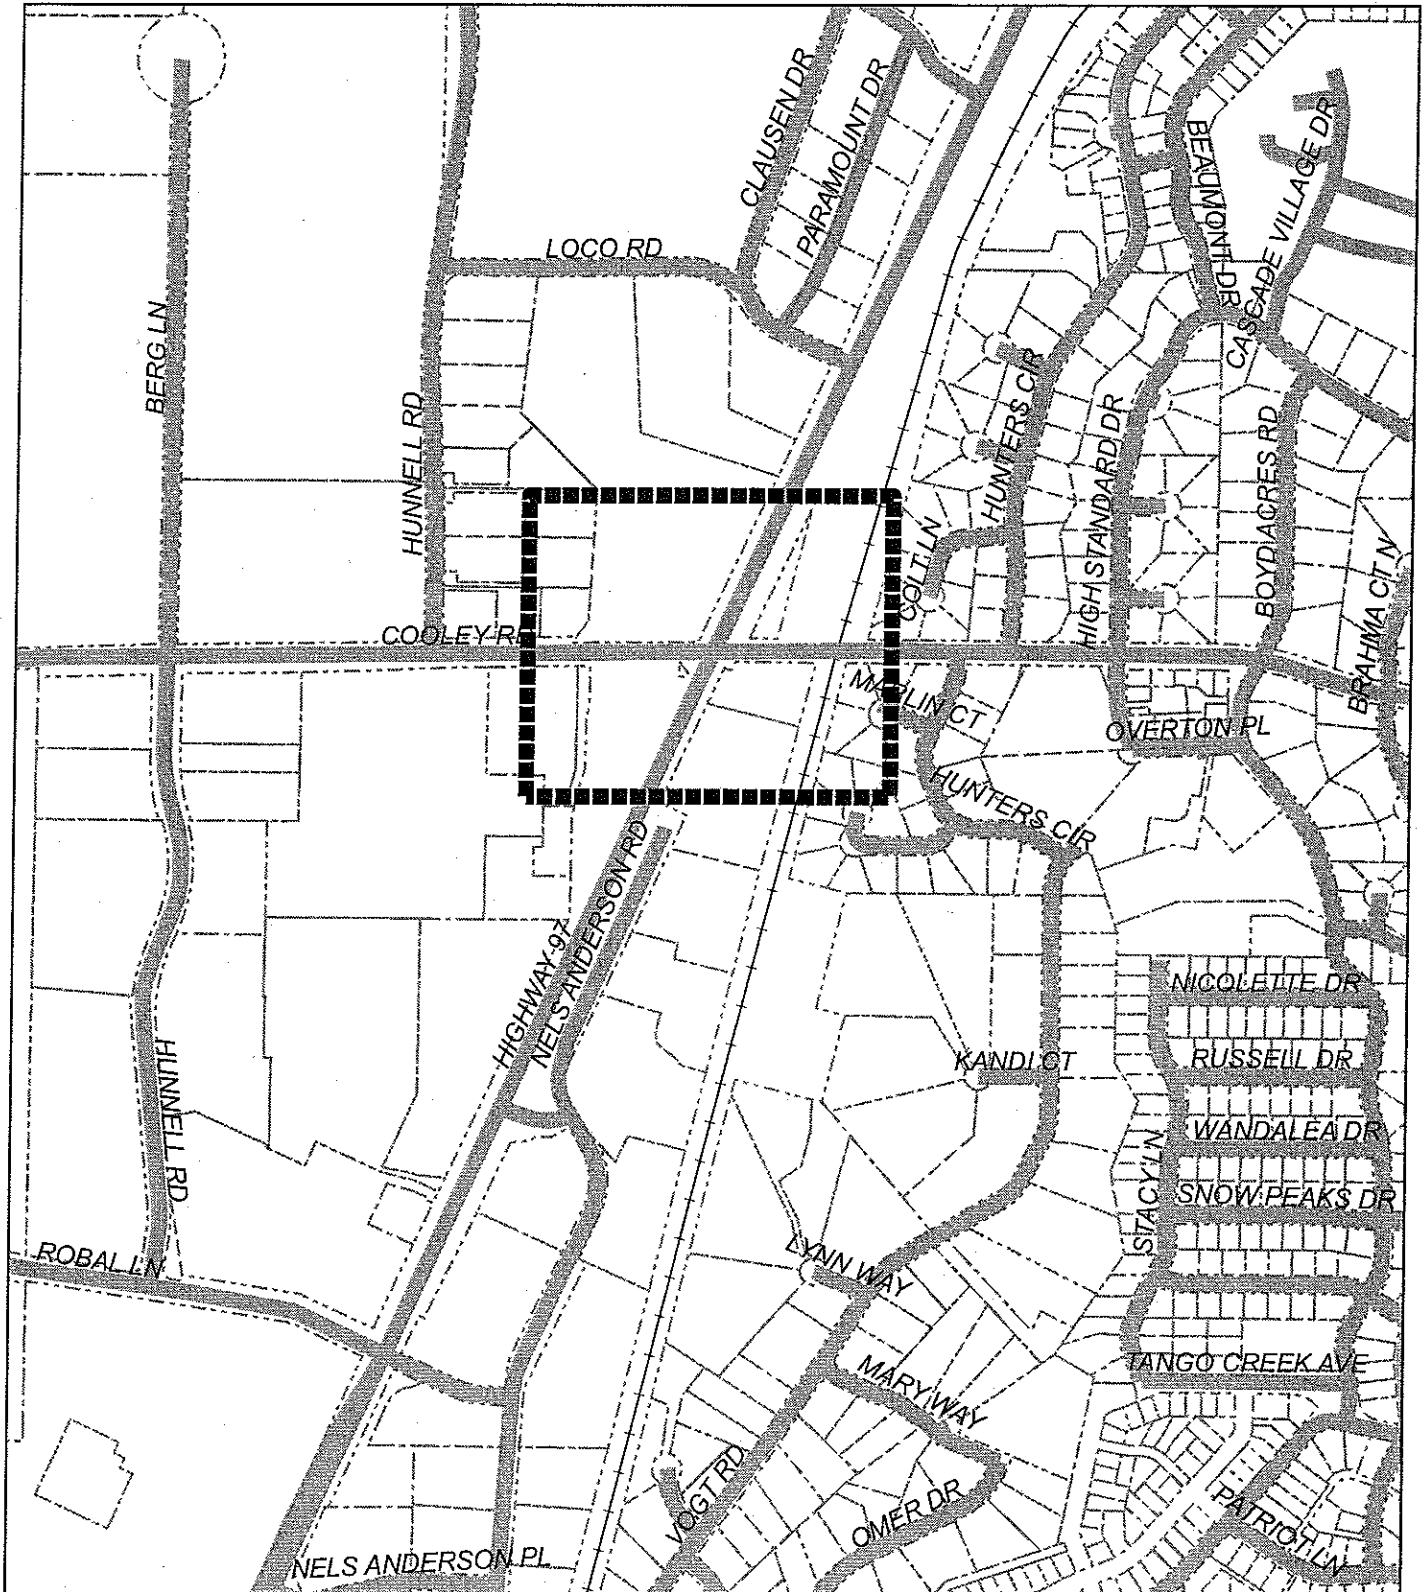 CLAUSEN DR
PARAMOUNT DR
BEAUMONT DR
CASCADE VILLAGE DR
LOCO RD
BERG LN
HUNNELL RD
HUNTERS CIR
HIGH STANDARD DR
BOYD ACRES RD
COLT LN
BRAHMA CT N
COOLEY RD
MARLIN CT
OVERTON PL
HUNTERS CIR
HIGHWAY 97
NELS ANDERSON RD
NICOLETTE DR
KANDI CT
RUSSELL DR
HUNNELL RD
WANDALEA DR
STACY LN
SNOW PEAKS DR
ROBAL LN
LYNN WAY
TANGO CREEK AVE
MARY WAY
VOGT RD
OMER DR
PATRIOT LN
NELS ANDERSON PL